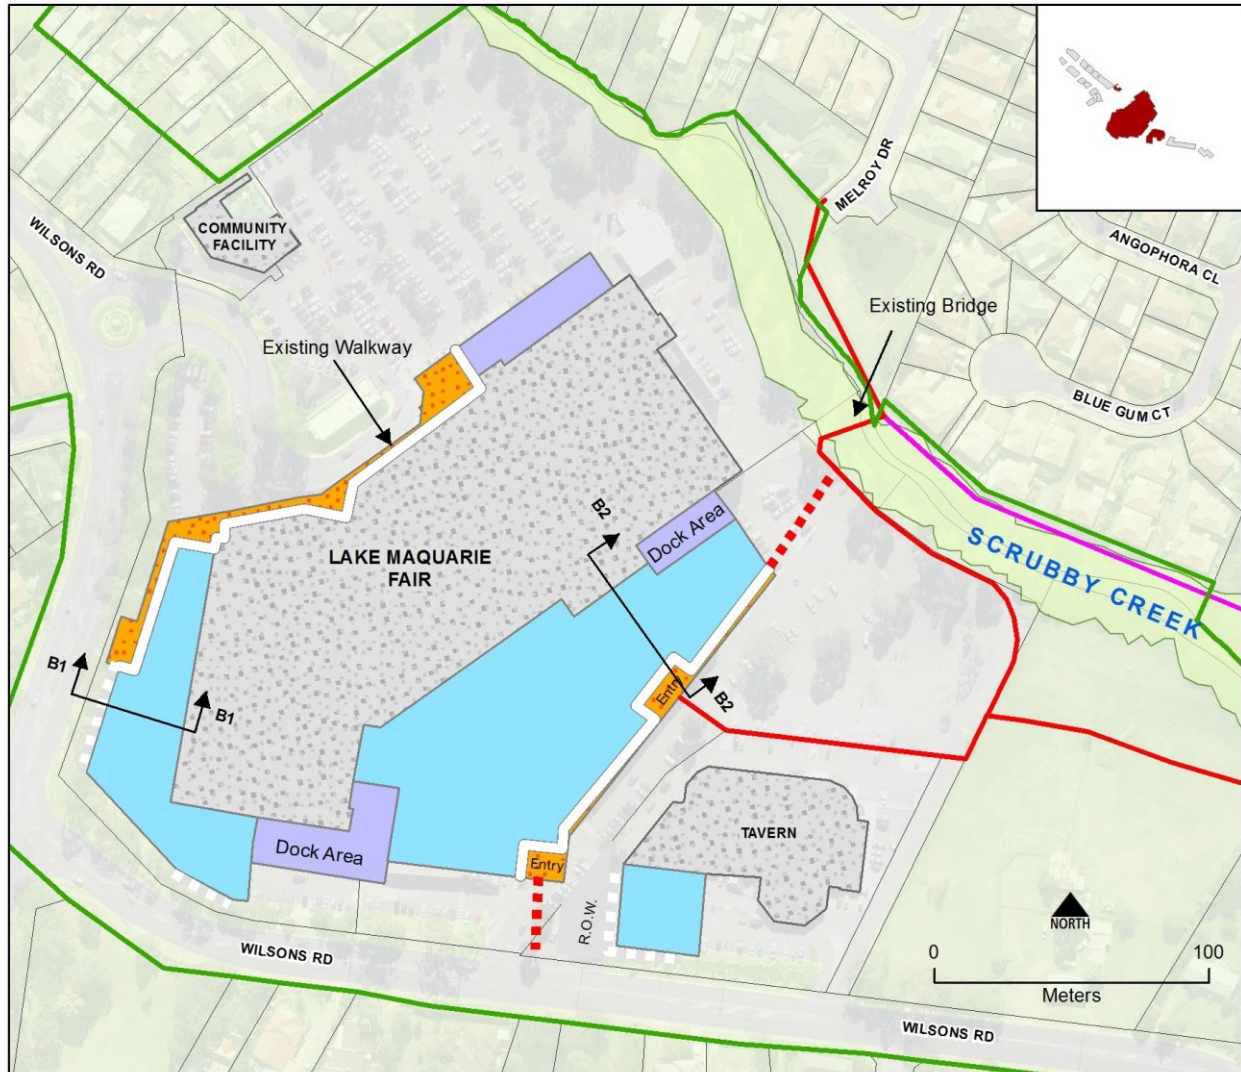 MELROY DR
ANGOPHORA CL
WILSONS RD
COMMUNITY
FACILITY
Existing Bridge
Existing Walkway
BLUE GUM CT
B2
Dock Area
LAKE MAQUARIE
FAIR
SCRUBBY CREEK
B1
B1
Entry
B2
TAVERN
Dock Area
Entry
R.O.W.
NORTH
0
100
Meters
WILSONS RD
WILSONS RD